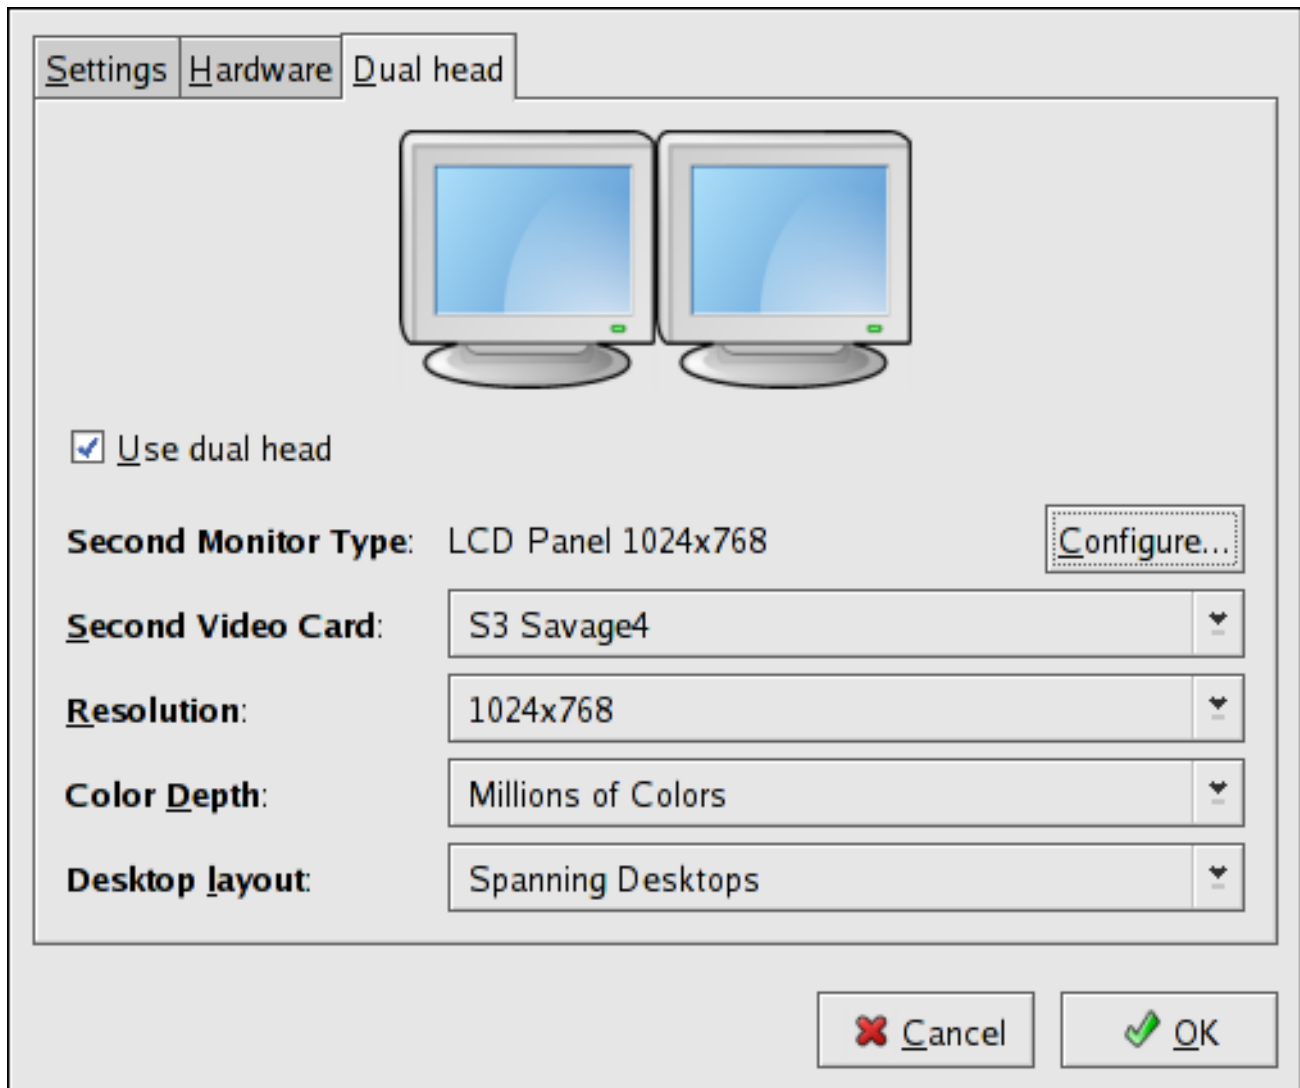 Settings Hardware Dual head
Use dual head
Second Monitor Type: LCD Panel 1024x768 Configure...
Second Video Card: S3 Savage4
Resolution: 1024x768
Color Depth: Millions of Colors
Desktop layout: Spanning Desktops
Cancel OK